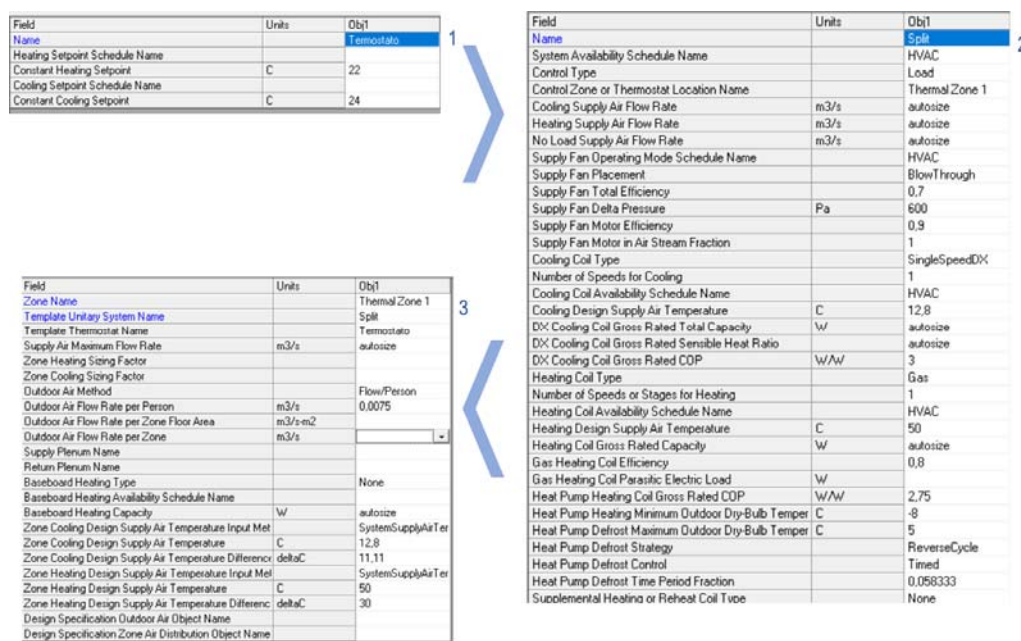 Field Units Obj1
Name Termostato
Heating Setpoint Schedule Name
Constant Heating Setpoint C 22
Cooling Setpoint Schedule Name
Constant Cooling Setpoint C 24
1
Field Units Obj1
Name Split
System Availability Schedule Name HVAC
Control Type Load
Control Zone or Thermostat Location Name Thermal Zone 1
Cooling Supply Air Flow Rate m3/s autosize
Heating Supply Air Flow Rate m3/s autosize
No Load Supply Air Flow Rate m3/s autosize
Supply Fan Operating Mode Schedule Name HVAC
Supply Fan Placement BlowThrough
Supply Fan Total Efficiency 0,7
Supply Fan Delta Pressure Pa 600
Supply Fan Motor Efficiency 0,9
Supply Fan Motor in Air Stream Fraction 1
Cooling Coil Type SingleSpeedDX
Number of Speeds for Cooling 1
Cooling Coil Availability Schedule Name HVAC
Cooling Design Supply Air Temperature C 12,8
DX Cooling Coil Gross Rated Total Capacity W autosize
DX Cooling Coil Gross Rated Sensible Heat Ratio autosize
DX Cooling Coil Gross Rated COP W/W 3
Heating Coil Type Gas
Number of Speeds or Stages for Heating 1
Heating Coil Availability Schedule Name HVAC
Heating Design Supply Air Temperature C 50
Heating Coil Gross Rated Capacity W autosize
Gas Heating Coil Efficiency 0,8
Gas Heating Coil Parasitic Electric Load W
Heat Pump Heating Coil Gross Rated COP W/W 2,75
Heat Pump Heating Minimum Outdoor Dry-Bulb Temper C -8
Heat Pump Defrost Maximum Outdoor Dry-Bulb Temper C 5
Heat Pump Defrost Strategy ReverseCycle
Heat Pump Defrost Control Timed
Heat Pump Defrost Time Period Fraction 0,058333
Supplemental Heating or Reheat Coil Type None
2
Field Units Obj1
Zone Name Thermal Zone 1
Template Unitary System Name Split
Template Thermostat Name Termostato
Supply Air Maximum Flow Rate m3/s autosize
Zone Heating Sizing Factor
Zone Cooling Sizing Factor
Outdoor Air Method Flow/Person
Outdoor Air Flow Rate per Person m3/s 0,0075
Outdoor Air Flow Rate per Zone Floor Area m3/s-m2
Outdoor Air Flow Rate per Zone m3/s
Supply Plenum Name
Return Plenum Name
Baseboard Heating Type None
Baseboard Heating Availability Schedule Name
Baseboard Heating Capacity W autosize
Zone Cooling Design Supply Air Temperature Input Met SystemSupplyAirTer
Zone Cooling Design Supply Air Temperature C 12,8
Zone Cooling Design Supply Air Temperature Difference deltaC 11,11
Zone Heating Design Supply Air Temperature Input Met SystemSupplyAirTer
Zone Heating Design Supply Air Temperature C 50
Zone Heating Design Supply Air Temperature Differenc deltaC 30
Design Specification Outdoor Air Object Name
Design Specification Zone Air Distribution Object Name
3